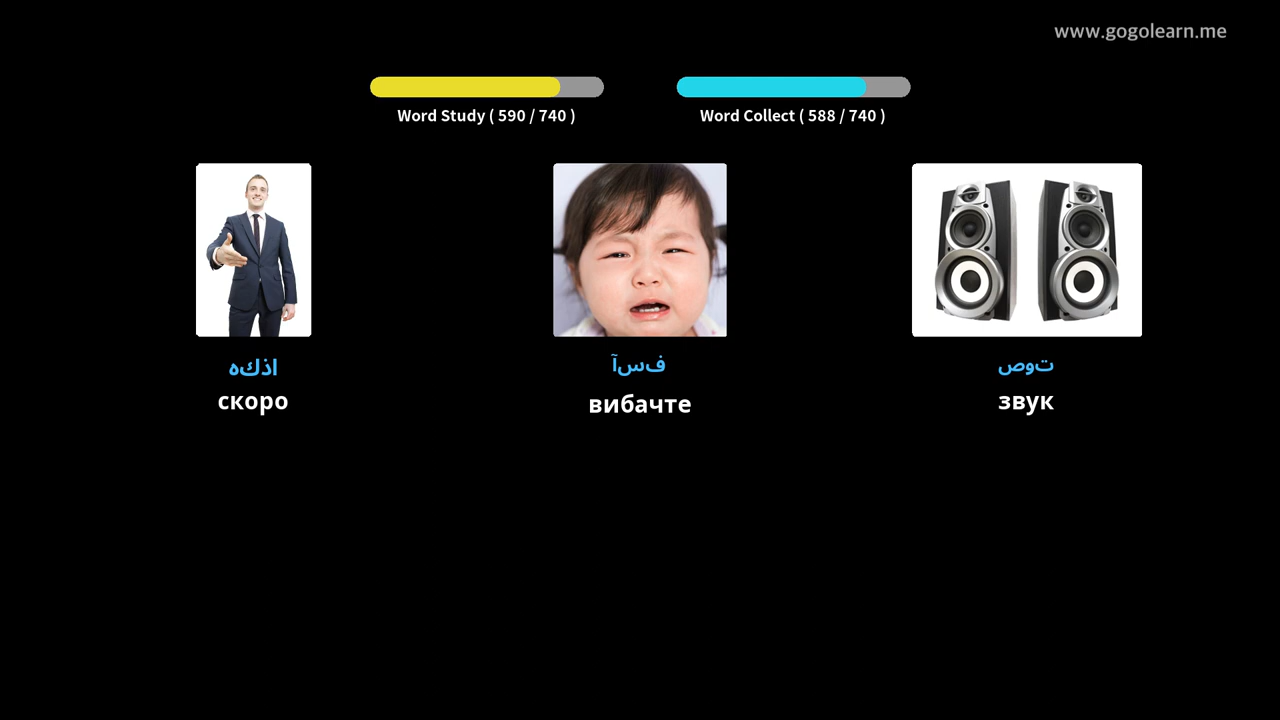 www.gogolearn.me
Word Study ( 590 / 740 )
Word Collect ( 588 / 740 )
اذكه
فسآ
توص
скоро
вибачте
звук